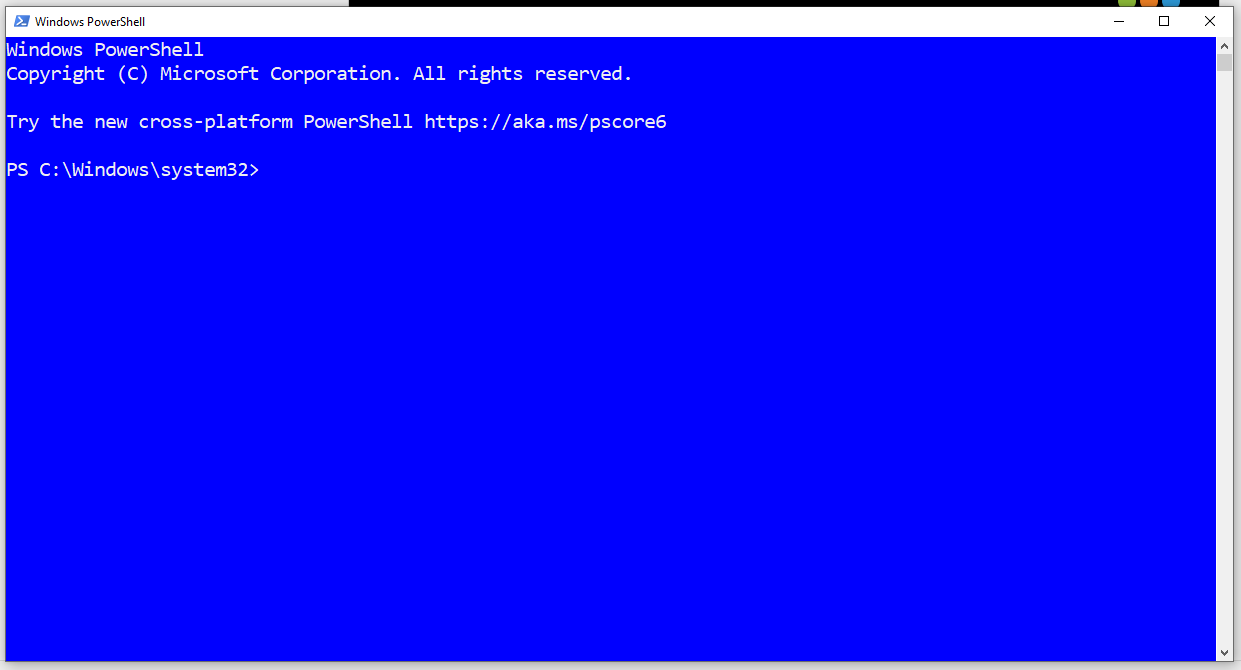 Windows PowerShell
Windows PowerShell
Copyright (C) Microsoft Corporation. All rights reserved.
Try the new cross-platform PowerShell https://aka.ms/pscore6
PS C:\Windows\system32>